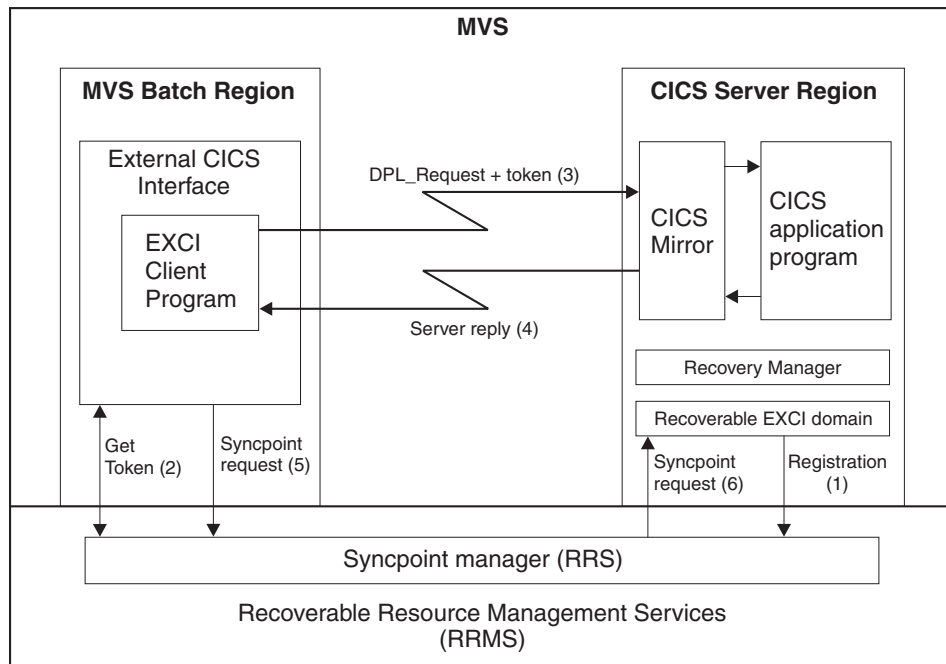 MVS
MVS Batch Region
External CICS
Interface
EXCI
Client
Program
DPL_Request + token (3)
Server reply (4)
CICS Server Region
CICS
Mirror
CICS
application
program
Recovery Manager
Recoverable EXCI domain
Get
Token (2)
Syncpoint
request (5)
Syncpoint
request (6)
Registration
(1)
Syncpoint manager (RRS)
Recoverable Resource Management Services
(RRMS)